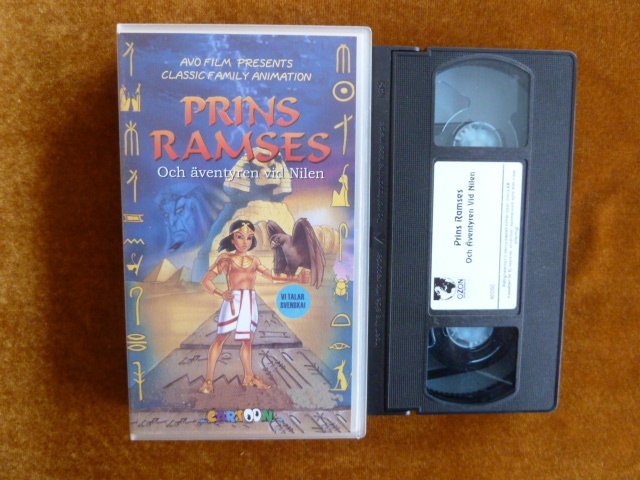 AVO FILM PRESENTS
CLASSIC FAMILY ANIMATION
PRINS
RAMSES
Och äventyren vid Nilen
VI TALAR
SVENSKA!
CARTOON
Prins Ramses
Och Äventyren Vid Nilen
OZON